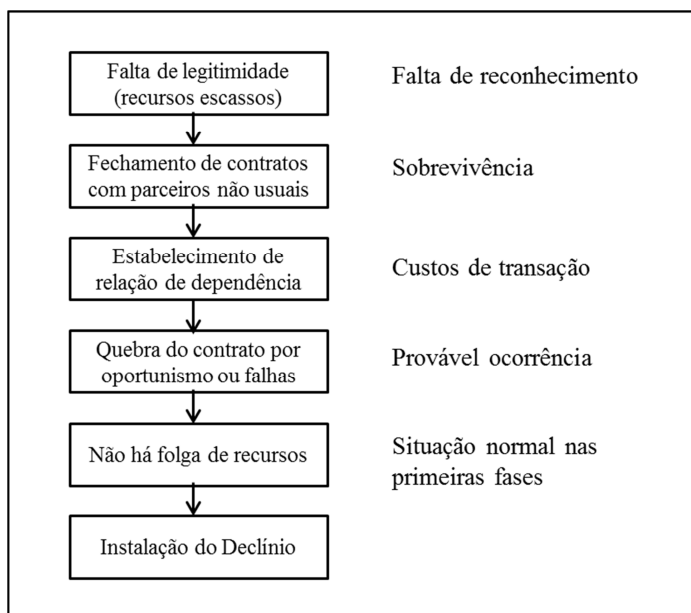 Falta de legitimidade
(recursos escassos)
Falta de reconhecimento
Fechamento de contratos
com parceiros não usuais
Sobrevivência
Estabelecimento de
relação de dependência
Custos de transação
Quebra do contrato por
oportunismo ou falhas
Provável ocorrência
Não há folga de recursos
Situação normal nas
primeiras fases
Instalação do Declínio